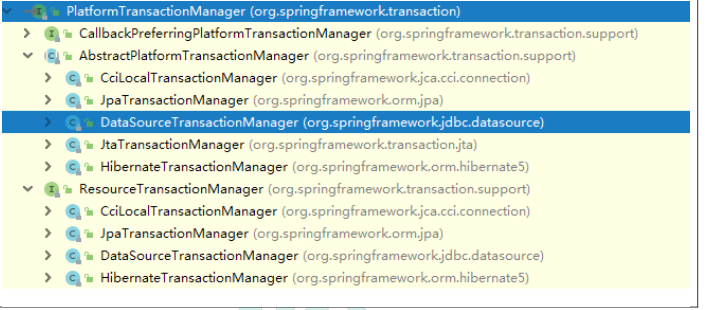 PlatformTransactionManager (org.springframework.transaction)
CallbackPreferringPlatformTransactionManager (org.springframework.transaction.support)
AbstractPlatformTransactionManager (org.springframework.transaction.support)
CciLocalTransactionManager (org.springframework.jca.cci.connection)
JpaTransactionManager (org.springframework.orm.jpa)
DataSourceTransactionManager (org.springframework.jdbc.datasource)
JtaTransactionManager (org.springframework.transaction.jta)
HibernateTransactionManager (org.springframework.orm.hibernate5)
ResourceTransactionManager (org.springframework.transaction.support)
CciLocalTransactionManager (org.springframework.jca.cci.connection)
JpaTransactionManager (org.springframework.orm.jpa)
DataSourceTransactionManager (org.springframework.jdbc.datasource)
HibernateTransactionManager (org.springframework.orm.hibernate5)